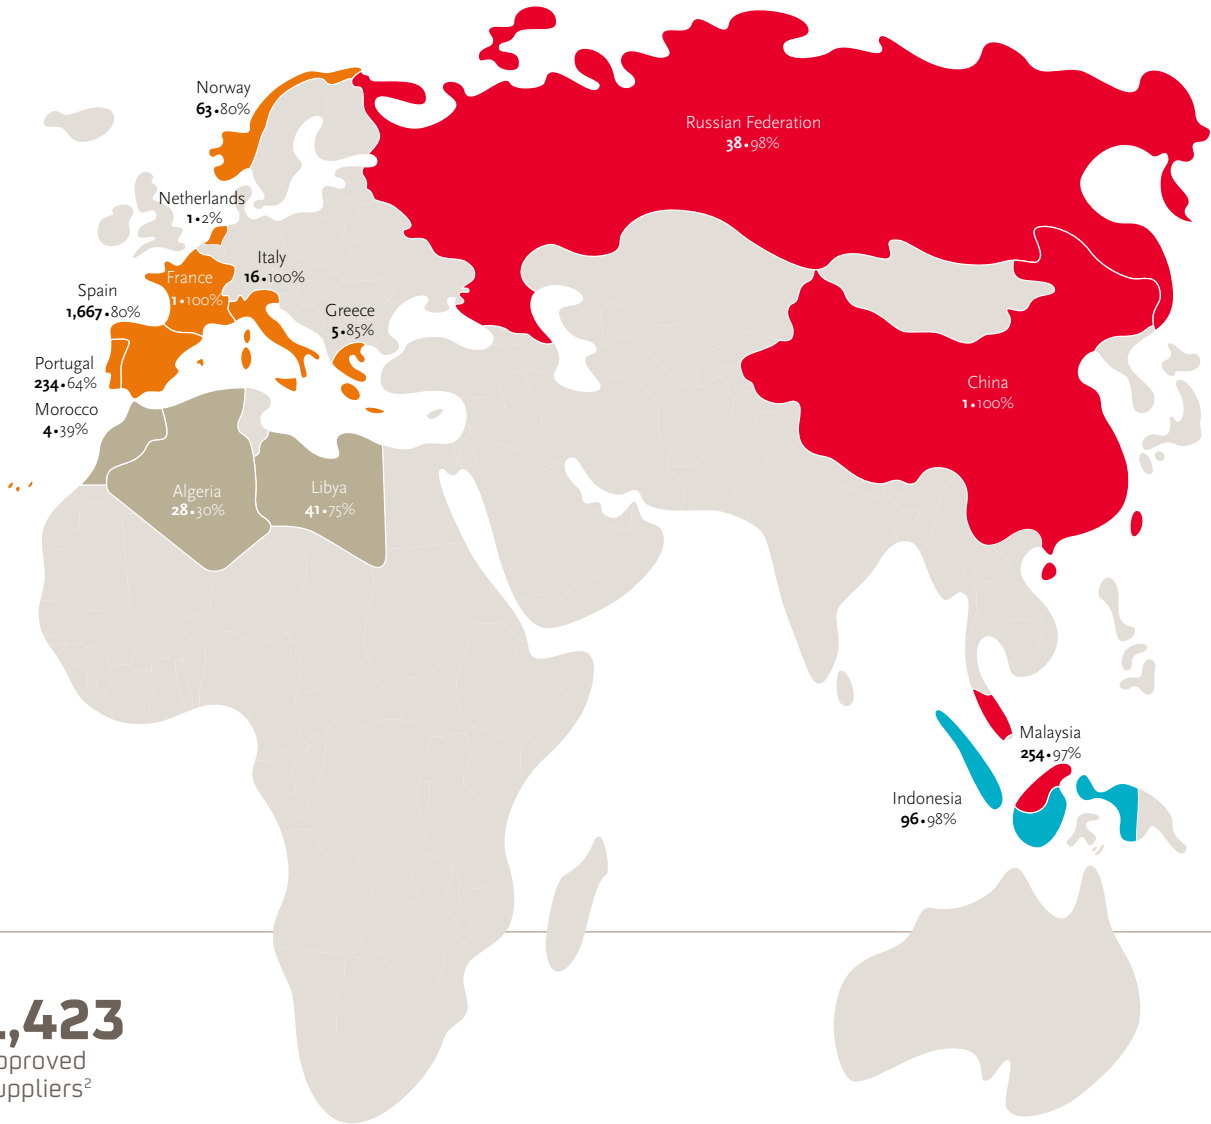 Norway
63•80%
Russian Federation
38•98%
Netherlands
1•2%
Italy
16•100%
France
1•100%
Spain
1,667•80%
Greece
5•85%
Portugal
234•64%
China
1•100%
Morocco
4•39%
Algeria
28•30%
Libya
41•75%
Malaysia
254•97%
Indonesia
96•98%
,423